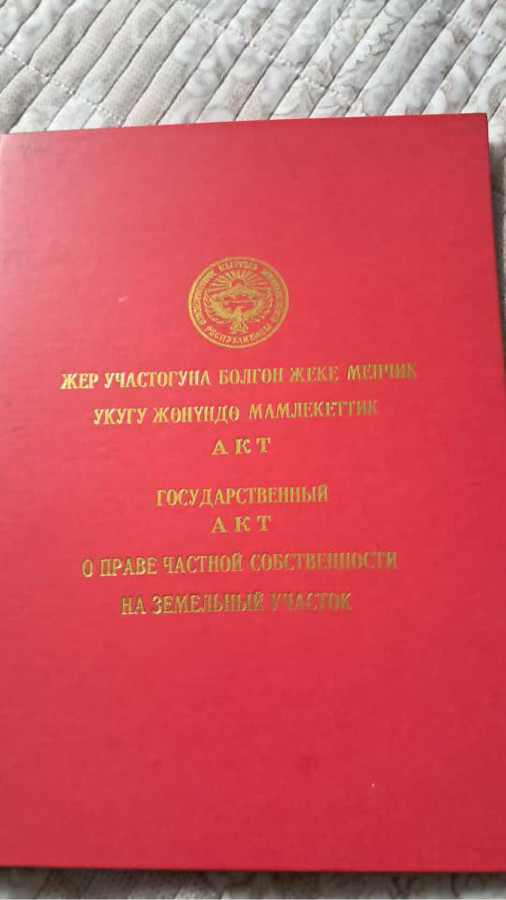 ЖЕР УЧАСТОГУНА БОЛГОН ЖЕКЕ МЕНЧИК
УКУГУ ЖӨНҮНДӨ МАМЛЕКЕТТИК
АКТ
ГОСУДАРСТВЕННЫЙ
АКТ
О ПРАВЕ ЧАСТНОЙ СОБСТВЕННОСТИ
НА ЗЕМЕЛЬНЫЙ УЧАСТОК